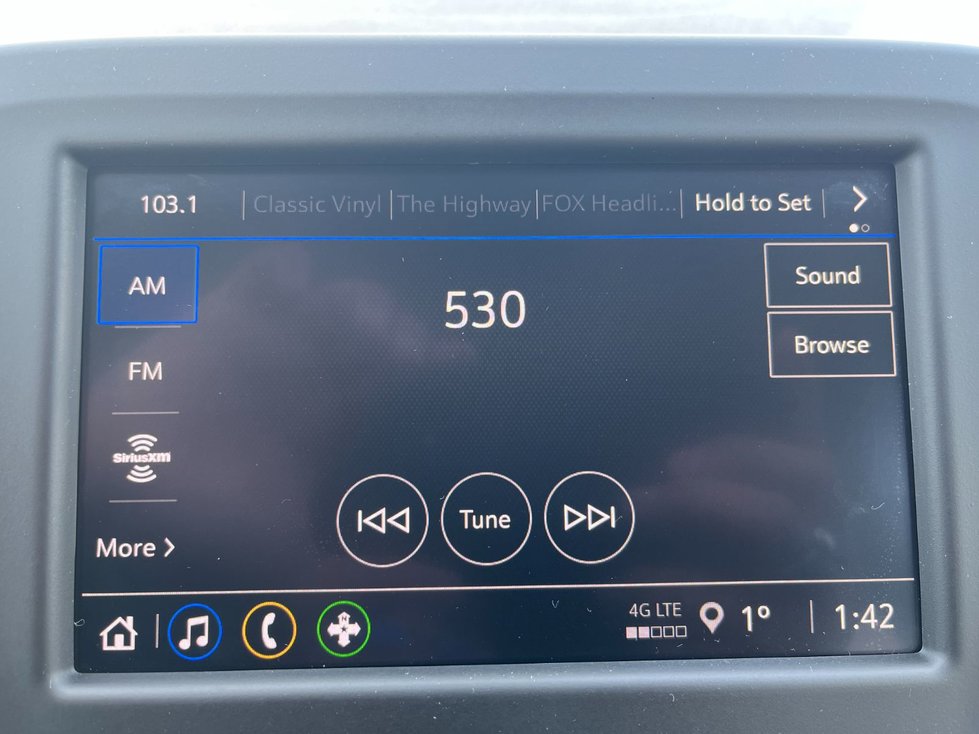 103.1 Classic Vinyl The Highway FOX Headli... Hold to Set
AM
530
Sound
Browse
FM
SiriusXM
Tune
More
4G LTE
1° 1:42